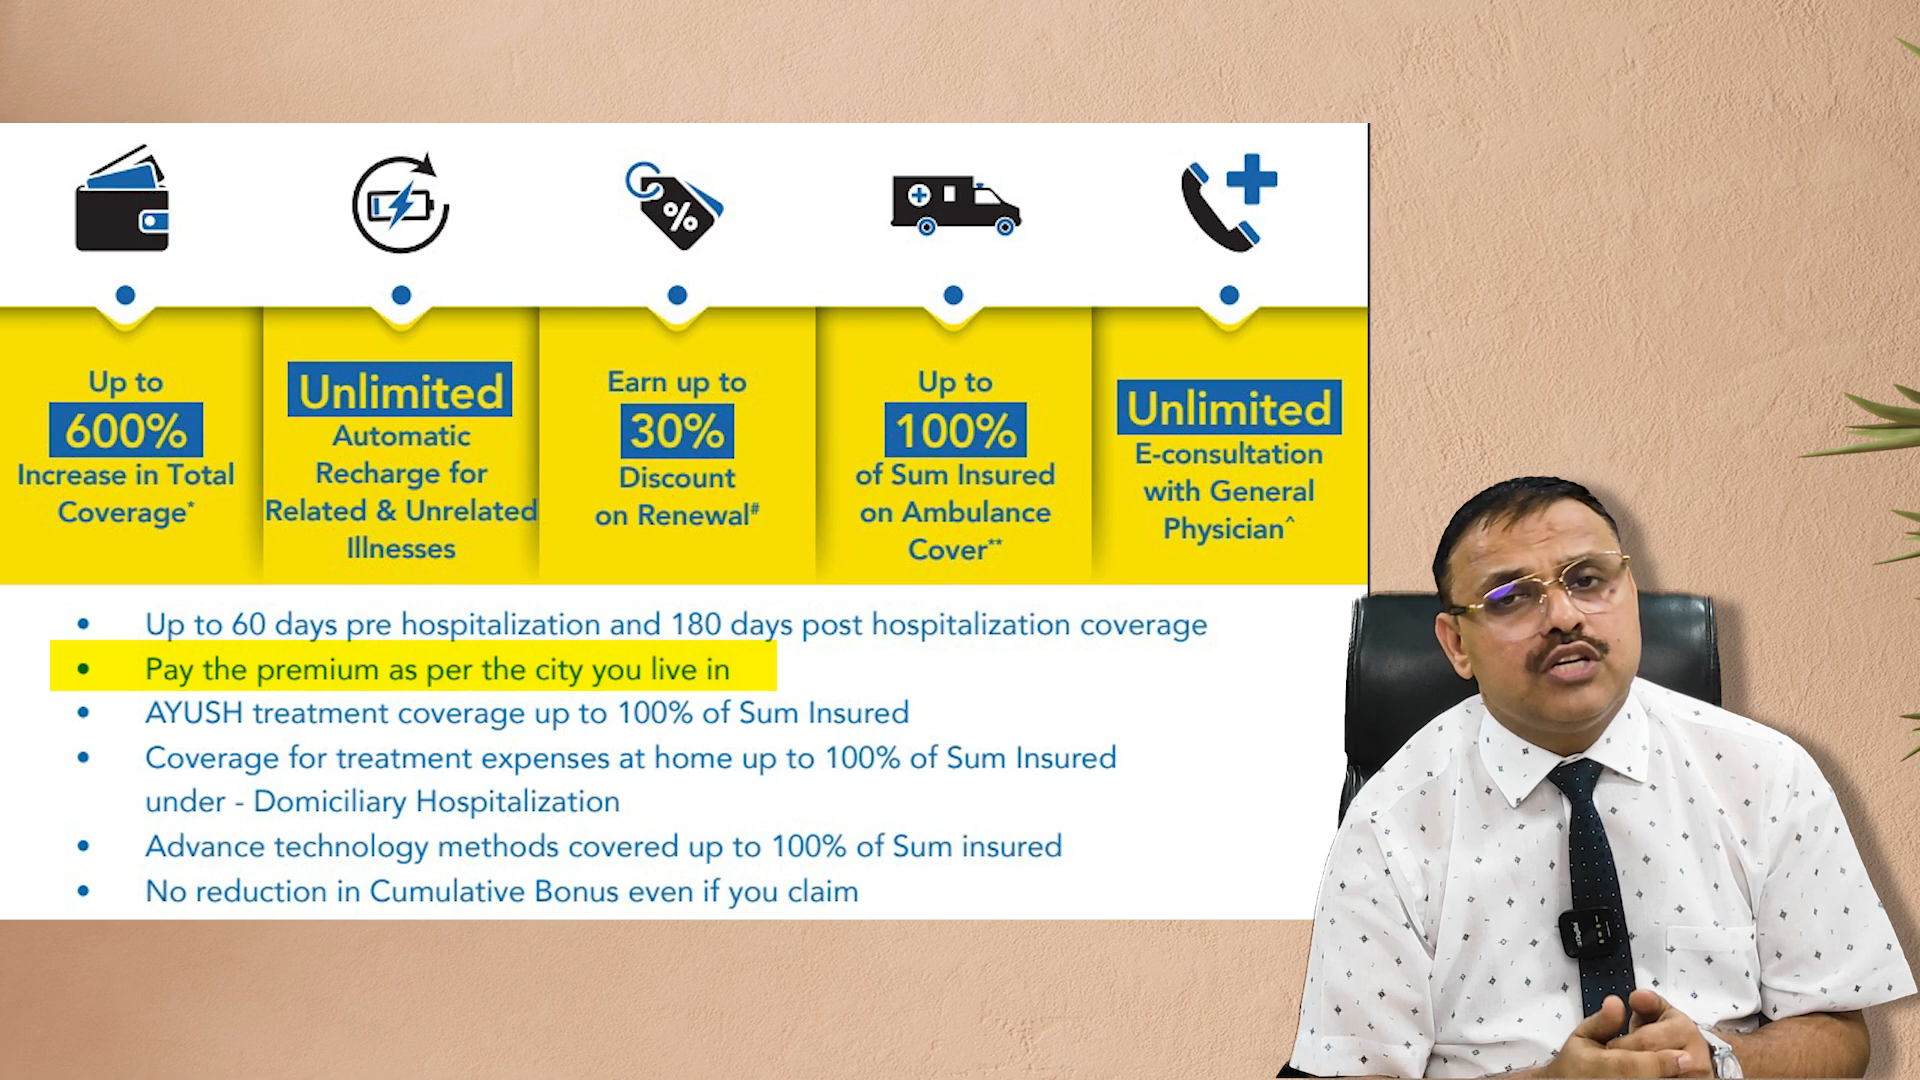 Up to
600%
Increase in Total
Coverage*
Unlimited
Automatic
Recharge for
Related & Unrelated
Illnesses
Earn up to
30%
Discount
on Renewal#
Up to
100%
of Sum Insured
on Ambulance
Cover**
Unlimited
E-consultation
with General
Physician^
• Up to 60 days pre hospitalization and 180 days post hospitalization coverage
• Pay the premium as per the city you live in
• AYUSH treatment coverage up to 100% of Sum Insured
• Coverage for treatment expenses at home up to 100% of Sum Insured
under - Domiciliary Hospitalization
• Advance technology methods covered up to 100% of Sum insured
• No reduction in Cumulative Bonus even if you claim